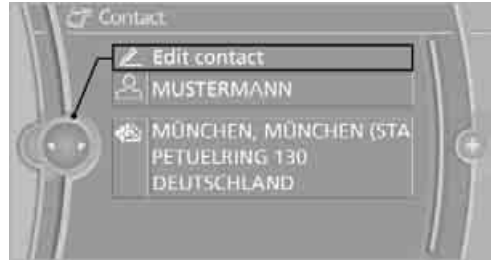 Contact
Edit contact
MUSTERMANN
MÜNCHEN, MÜNCHEN (STA
PETUELRING 130
DEUTSCHLAND